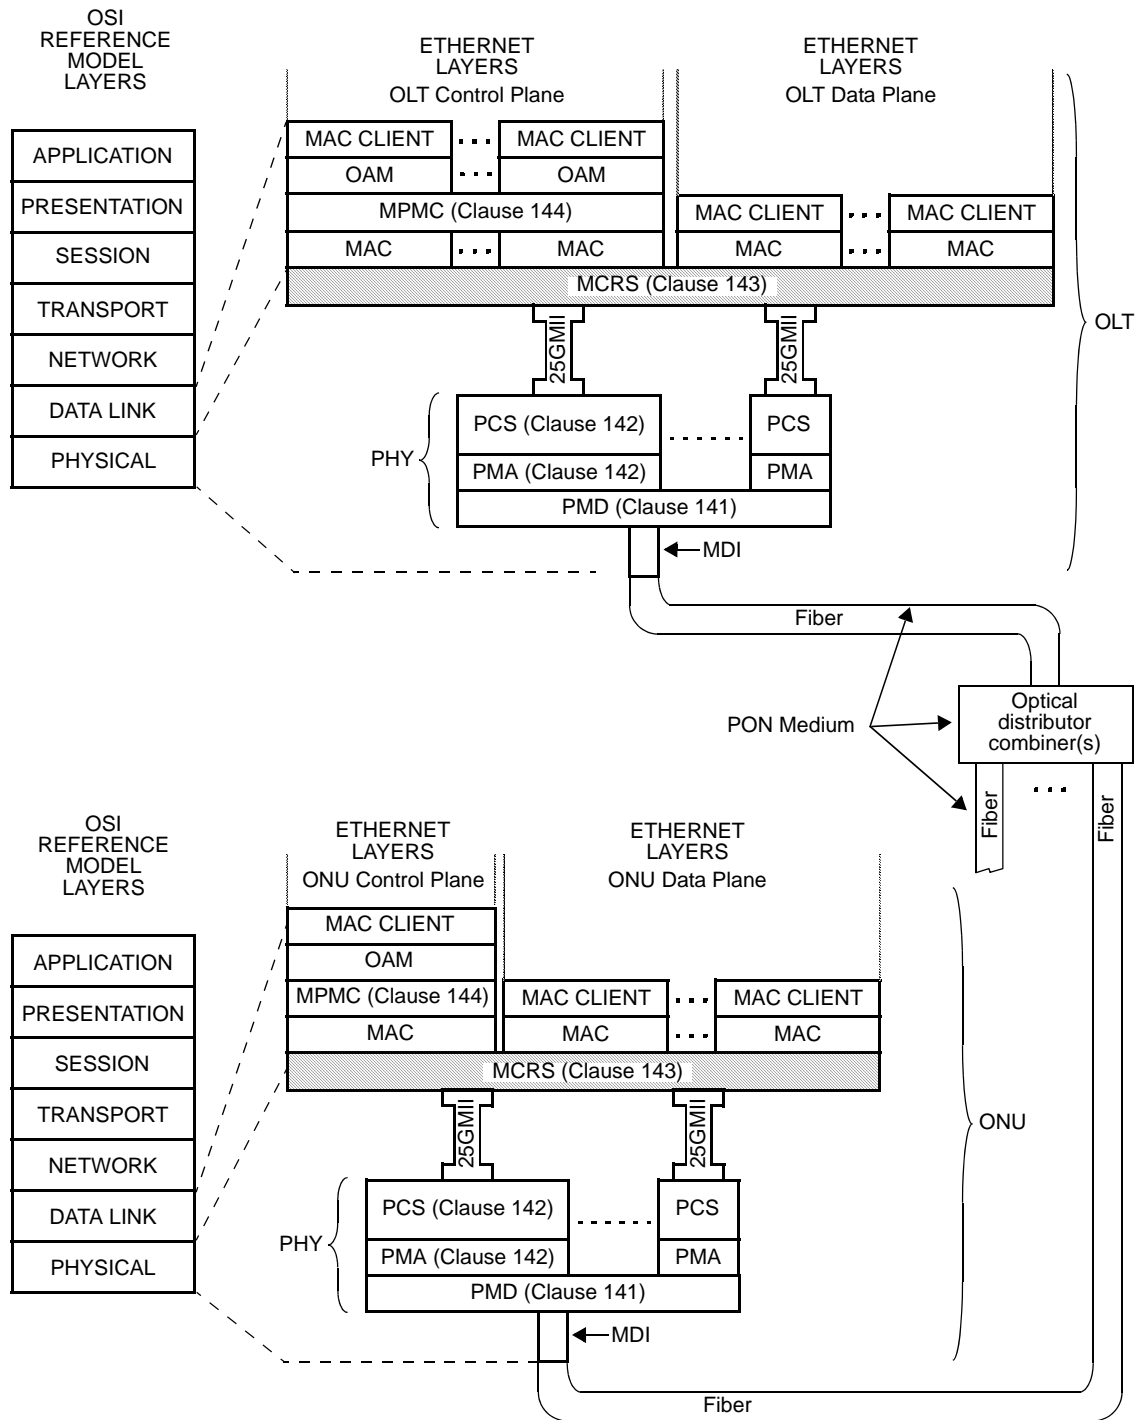 OSI
REFERENCE
MODEL
LAYERS
ETHERNET
LAYERS
OLT Control Plane
ETHERNET
LAYERS
OLT Data Plane
APPLICATION
PRESENTATION
SESSION
TRANSPORT
NETWORK
DATA LINK
PHYSICAL
MAC CLIENT
MAC CLIENT
OAM
OAM
MPMC (Clause 144)
MAC
MAC
MAC CLIENT
MAC CLIENT
MAC
MAC
MCRS (Clause 143)
25GMII
25GMII
OLT
PHY
PCS (Clause 142)
PCS
PMA (Clause 142)
PMA
PMD (Clause 141)
MDI
Fiber
PON Medium
Optical
distributor
combiner(s)
Fiber
Fiber
OSI
REFERENCE
MODEL
LAYERS
ETHERNET
LAYERS
ONU Control Plane
ETHERNET
LAYERS
ONU Data Plane
APPLICATION
PRESENTATION
SESSION
TRANSPORT
NETWORK
DATA LINK
PHYSICAL
MAC CLIENT
OAM
MPMC (Clause 144)
MAC
MAC CLIENT
MAC CLIENT
MAC
MAC
MCRS (Clause 143)
25GMII
25GMII
ONU
PHY
PCS (Clause 142)
PCS
PMA (Clause 142)
PMA
PMD (Clause 141)
MDI
Fiber